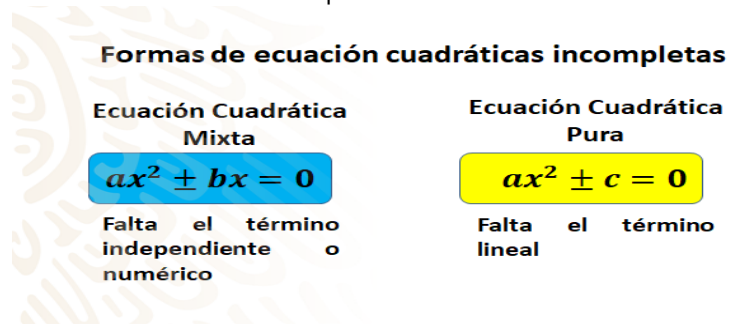 Formas de ecuación cuadráticas incompletas
Ecuación Cuadrática
Mixta
ax² ± bx = 0
Falta el término
independiente o
numérico
Ecuación Cuadrática
Pura
ax² ± c = 0
Falta el término
lineal